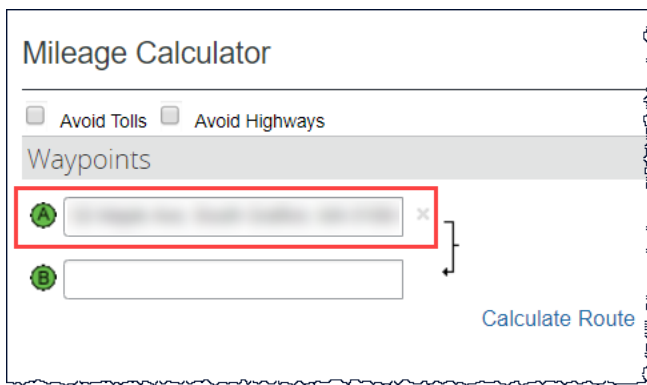 Mileage Calculator
Avoid Tolls Avoid Highways
Waypoints
A
B
Calculate Route